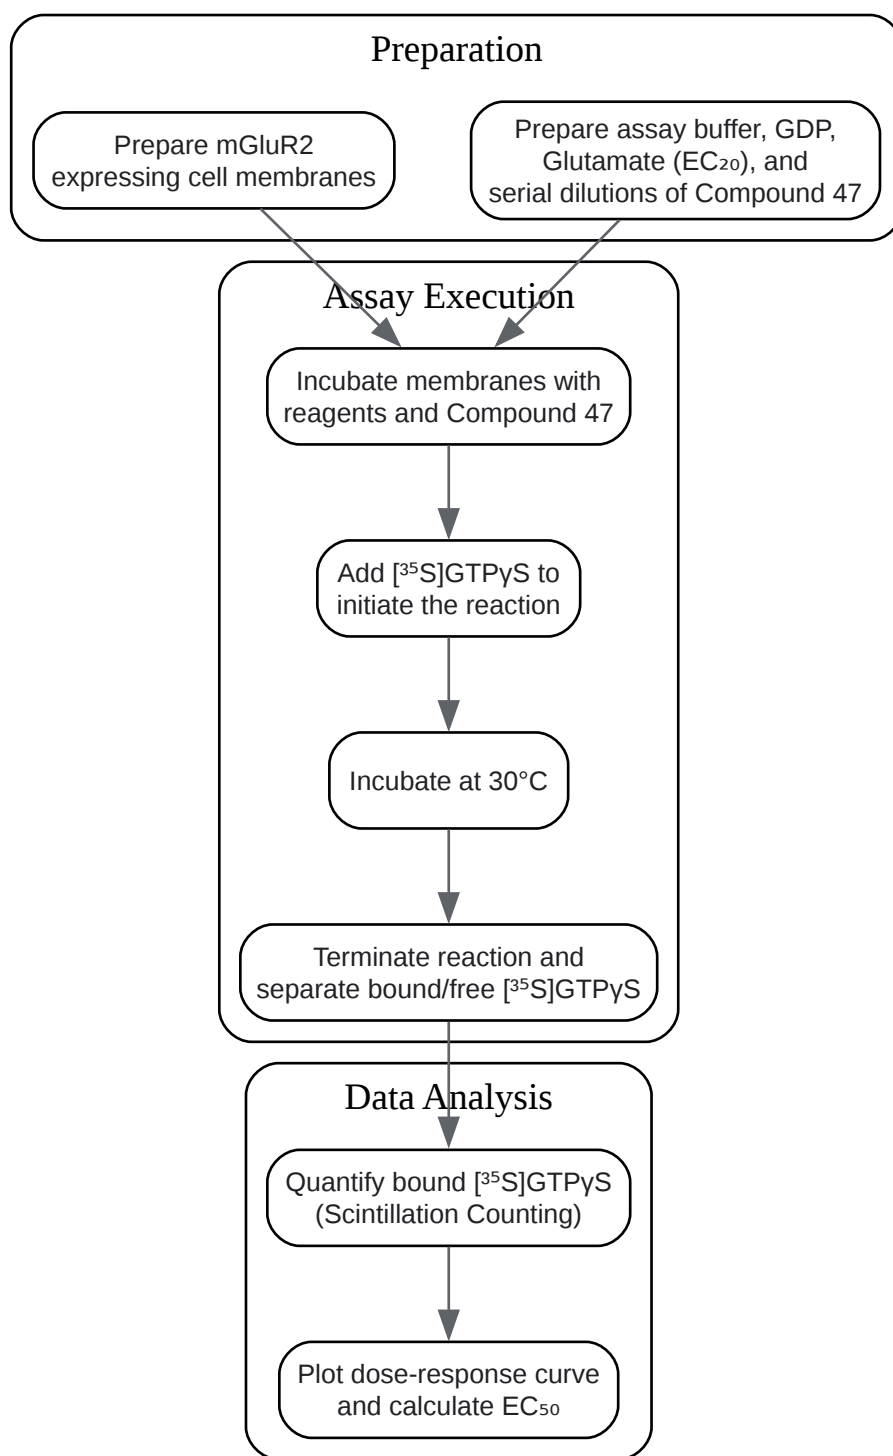 Preparation
Prepare mGluR2
expressing cell membranes
Prepare assay buffer, GDP,
Glutamate (EC₂₀), and
serial dilutions of Compound 47
Assay Execution
Incubate membranes with
reagents and Compound 47
Add [³⁵S]GTPγS to
initiate the reaction
Incubate at 30°C
Terminate reaction and
separate bound/free [³⁵S]GTPγS
Data Analysis
Quantify bound [³⁵S]GTPγS
(Scintillation Counting)
Plot dose-response curve
and calculate EC₅₀